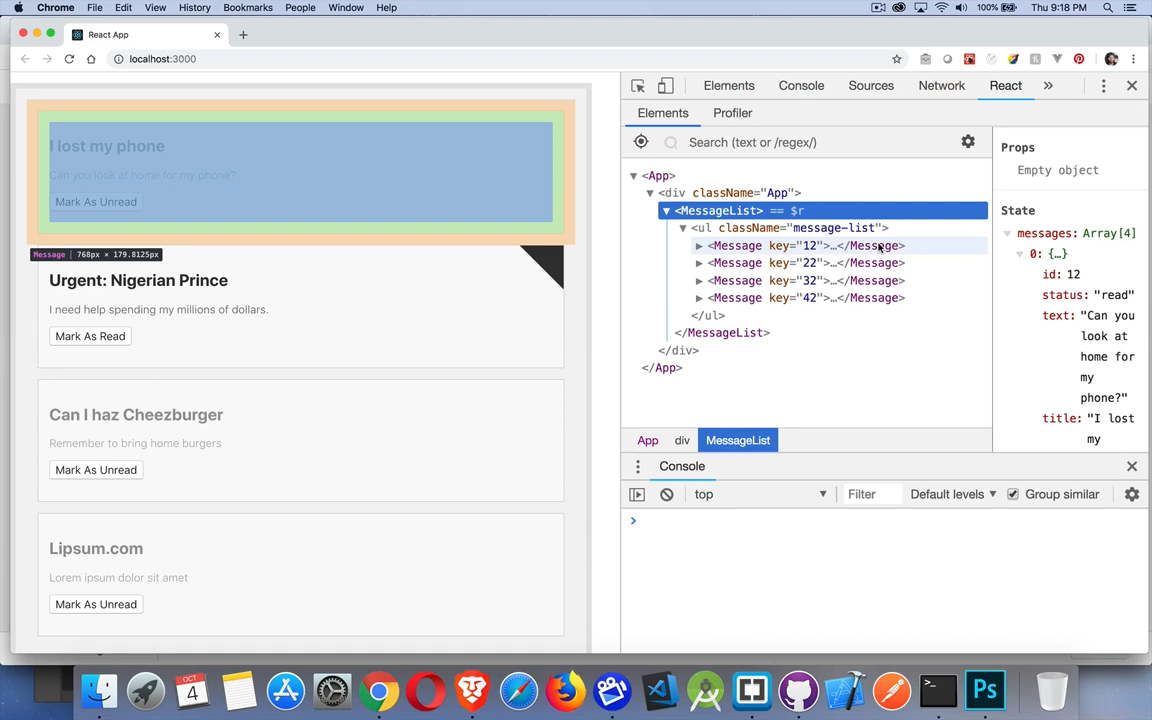 Chrome File Edit View History Bookmarks People Window Help 100% Thu 9:18 PM
React App
localhost:3000
I lost my phone
Can you look at home for my phone?
Mark As Unread
Message | 768px × 179.8125px
Urgent: Nigerian Prince
I need help spending my millions of dollars.
Mark As Read
Can I haz Cheezburger
Remember to bring home burgers
Mark As Unread
Lipsum.com
Lorem ipsum dolor sit amet
Mark As Unread
Elements Console Sources Network React »
Elements Profiler
Search (text or /regex/)
<App>
<div className="App">
<MessageList> == $r
<ul className="message-list">
<Message key="12">…</Message>
<Message key="22">…</Message>
<Message key="32">…</Message>
<Message key="42">…</Message>
</ul>
</MessageList>
</div>
</App>
App div MessageList
Props
Empty object
State
messages: Array[4]
0: {…}
id: 12
status: "read"
text: "Can you
look at
home for
my
phone?"
title: "I lost
my
Console
top Filter Default levels Group similar
OCT
4
Ps